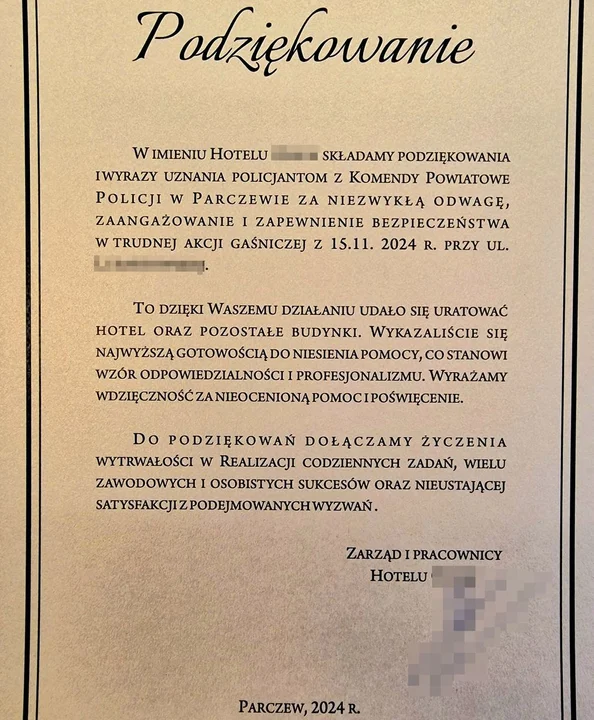 Podziękowanie
W IMIENIU HOTELU SKŁADAMY PODZIĘKOWANIA
I WYRAZY UZNANIA POLICJANTOM Z KOMENDY POWIATOWE
POLICJI W PARCZEWIE ZA NIEZWYKŁĄ ODWAGĘ,
ZAANGAŻOWANIE I ZAPEWNIENIE BEZPIECZEŃSTWA
W TRUDNEJ AKCJI GAŚNICZEJ Z 15.11. 2024 R. PRZY UL.
.
TO DZIĘKI WASZEMU DZIAŁANIU UDAŁO SIĘ URATOWAĆ
HOTEL ORAZ POZOSTAŁE BUDYNKI. WYKAZALIŚCIE SIĘ
NAJWYŻSZĄ GOTOWOŚCIĄ DO NIESIENIA POMOCY, CO STANOWI
WZÓR ODPOWIEDZIALNOŚCI I PROFESJONALIZMU. WYRAŻAMY
WDZIĘCZNOŚĆ ZA NIEOCENIONĄ POMOC I POŚWIĘCENIE.
DO PODZIĘKOWAŃ DOŁĄCZAMY ŻYCZENIA
WYTRWAŁOŚCI W REALIZACJI CODZIENNYCH ZADAŃ, WIELU
ZAWODOWYCH I OSOBISTYCH SUKCESÓW ORAZ NIEUSTAJĄCEJ
SATYSFAKCJI Z PODEJMOWANYCH WYZWAŃ.
ZARZĄD I PRACOWNICY
HOTELU
PARCZEW, 2024 R.